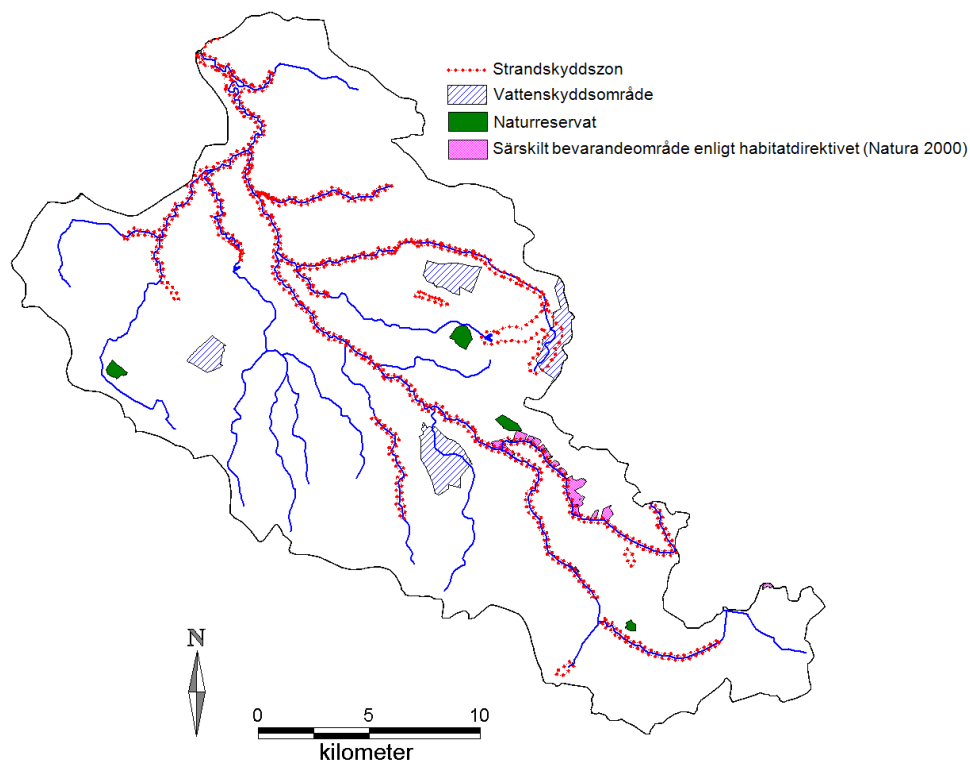 Strandskyddszon
Vattenskyddsområde
Naturreservat
Särskilt bevarandeområde enligt habitatdirektivet (Natura 2000)
N
0 5 10
kilometer